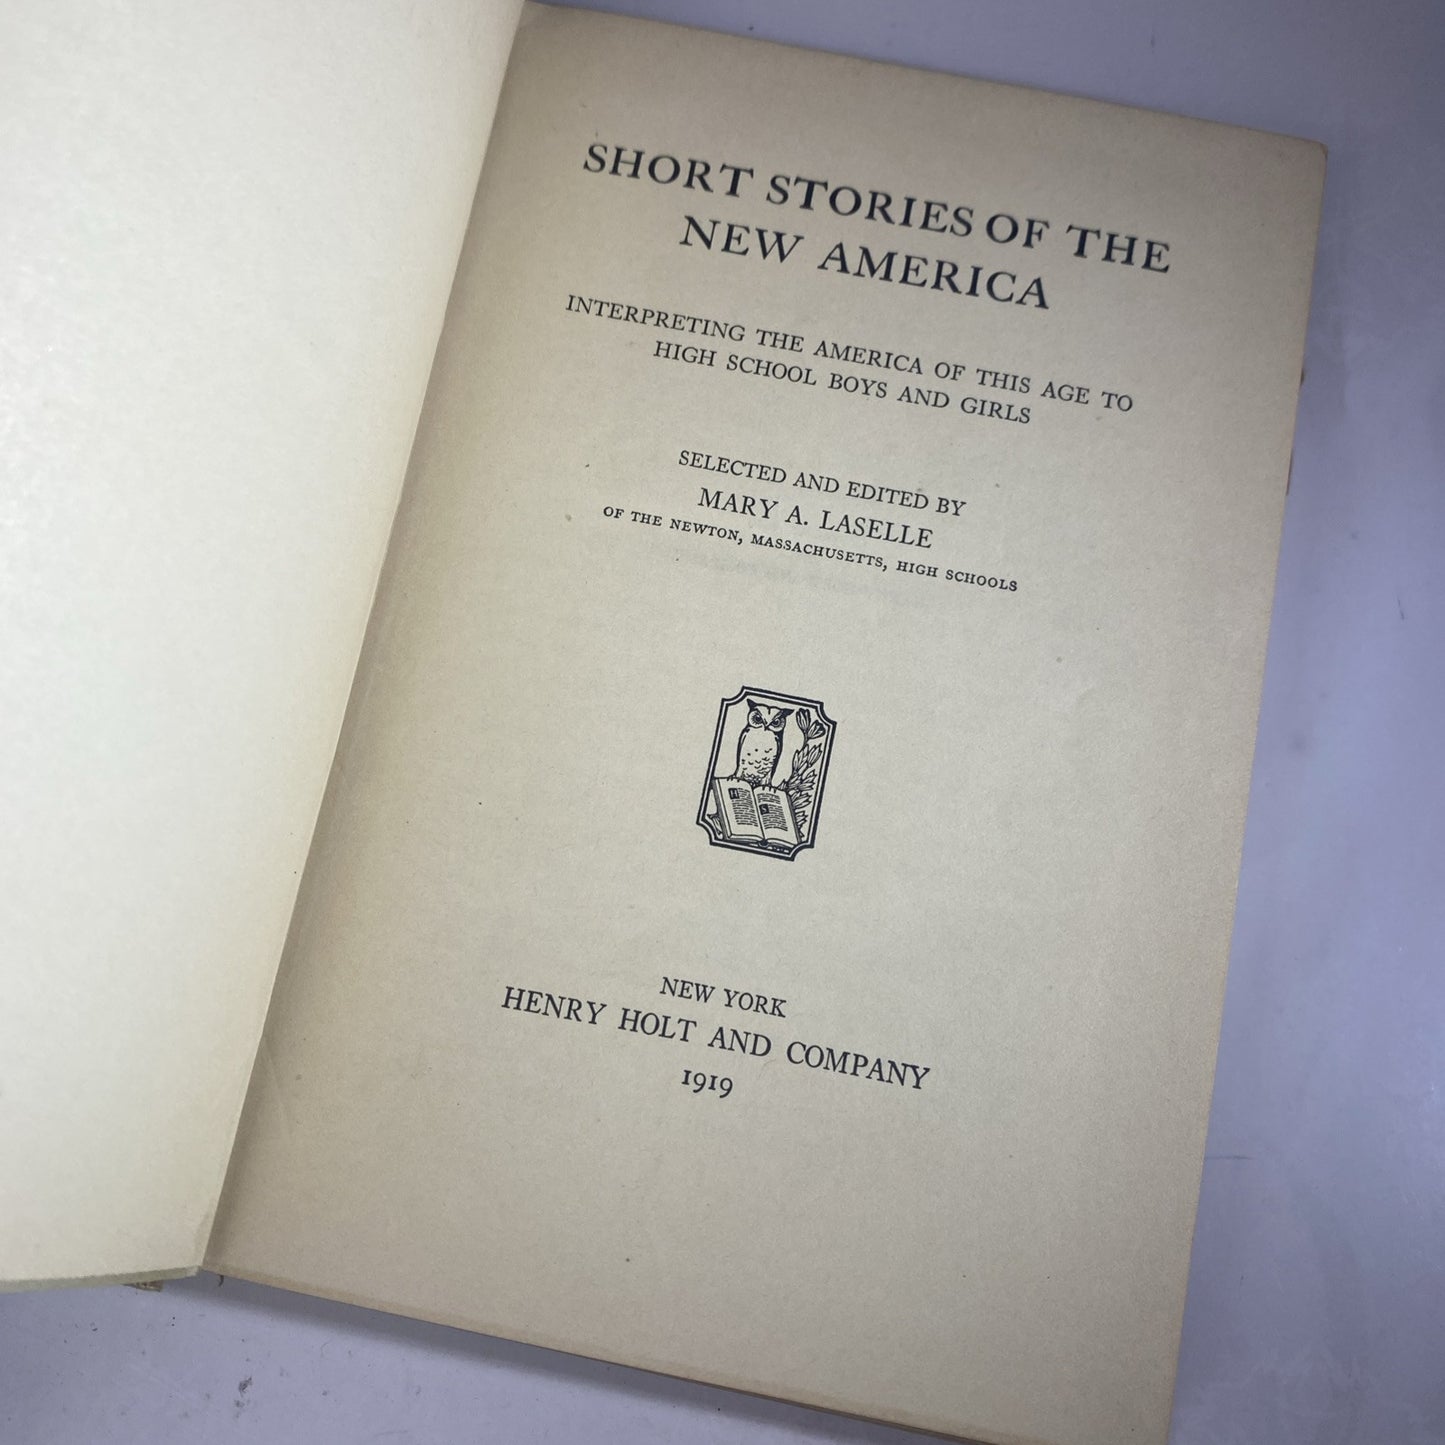 SHORT STORIES OF THE
NEW AMERICA
INTERPRETING THE AMERICA OF THIS AGE TO
HIGH SCHOOL BOYS AND GIRLS
SELECTED AND EDITED BY
MARY A. LASELLE
OF THE NEWTON, MASSACHUSETTS, HIGH SCHOOLS
NEW YORK
HENRY HOLT AND COMPANY
1919